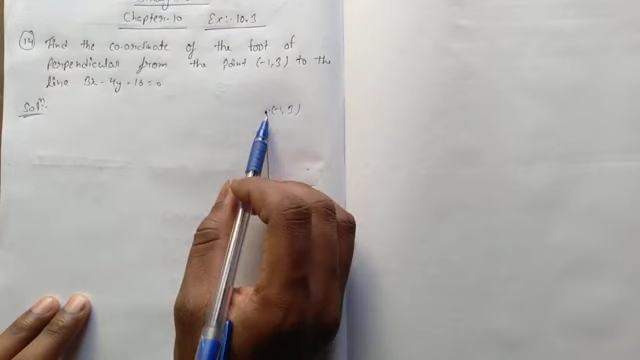 Chapter-10 Ex:-10.3
14 Find the co-ordinate of the foot of
perpendicular from the point (-1,3) to the
line 3x-4y-16=0
Solⁿ:-
(-1,3)